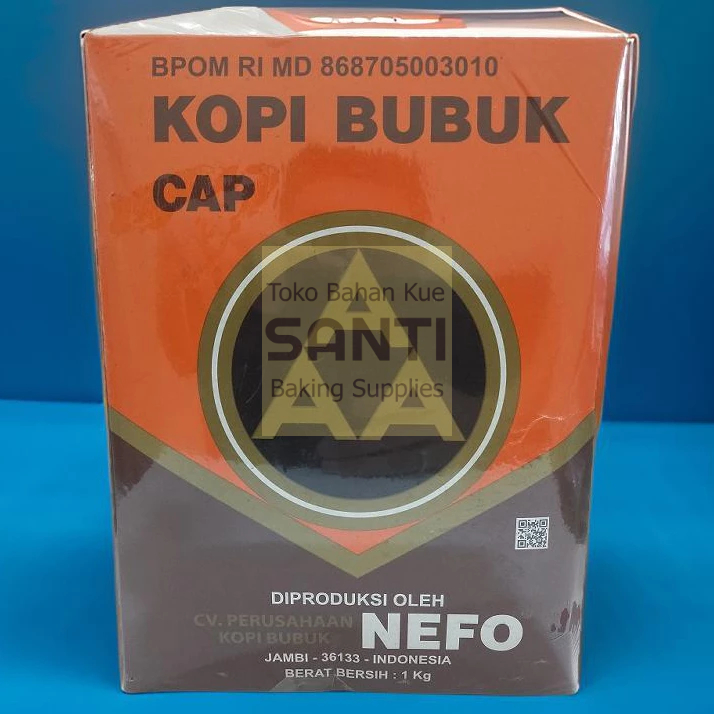 BPOM RI MD 868705003010
KOPI BUBUK
CAP
A
Toko Bahan Kue
A
SANTI
Baking Supplies
AAA
DIPRODUKSI OLEH
CV. PERUSAHAAN
KOPI BUBUK
NEFO
JAMBI - 36133 - INDONESIA
BERAT BERSIH : 1 Kg